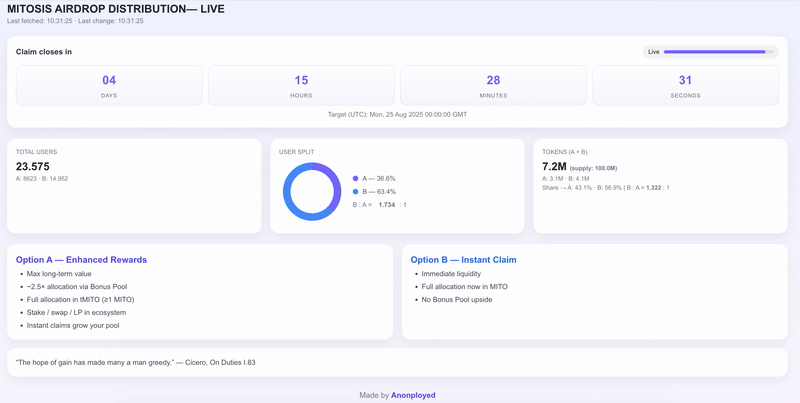 MITOSIS AIRDROP DISTRIBUTION— LIVE
Last fetched: 10:31:25 · Last change: 10:31:25
Claim closes in
Live
04
DAYS
15
HOURS
28
MINUTES
31
SECONDS
Target (UTC): Mon, 25 Aug 2025 00:00:00 GMT
TOTAL USERS
23.575
A: 8623 · B: 14.952
USER SPLIT
A — 36.6%
B — 63.4%
B : A = 1.734 : 1
TOKENS (A + B)
7.2M (supply: 100.0M)
A: 3.1M · B: 4.1M
Share → A: 43.1% · B: 56.9% | B : A = 1.322 : 1
Option A — Enhanced Rewards
• Max long-term value
• ~2.5× allocation via Bonus Pool
• Full allocation in tMITO (≥1 MITO)
• Stake / swap / LP in ecosystem
• Instant claims grow your pool
Option B — Instant Claim
• Immediate liquidity
• Full allocation now in MITO
• No Bonus Pool upside
“The hope of gain has made many a man greedy.” — Cicero, On Duties I.83
Made by Anonployed